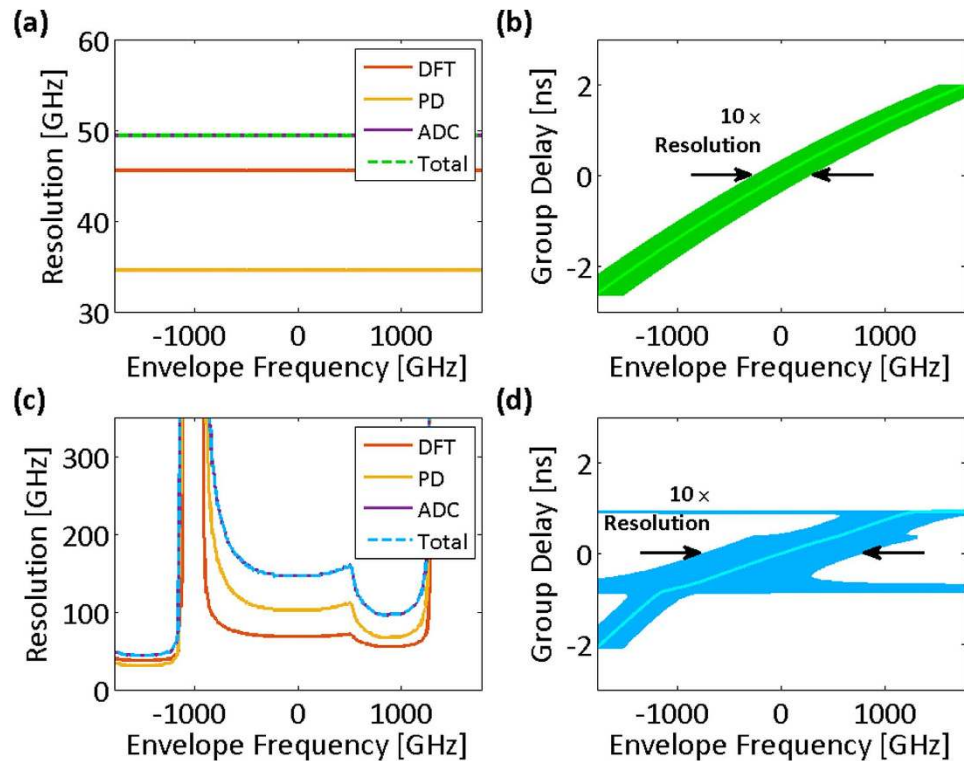 (a)
60
50
40
30
Resolution [GHz]
DFT
PD
ADC
Total
-1000 0 1000
Envelope Frequency [GHz]
(b)
2
0
-2
Group Delay [ns]
10 ×
Resolution
-1000 0 1000
Envelope Frequency [GHz]
(c)
300
200
100
0
Resolution [GHz]
DFT
PD
ADC
Total
-1000 0 1000
Envelope Frequency [GHz]
(d)
2
0
-2
Group Delay [ns]
10 ×
Resolution
-1000 0 1000
Envelope Frequency [GHz]